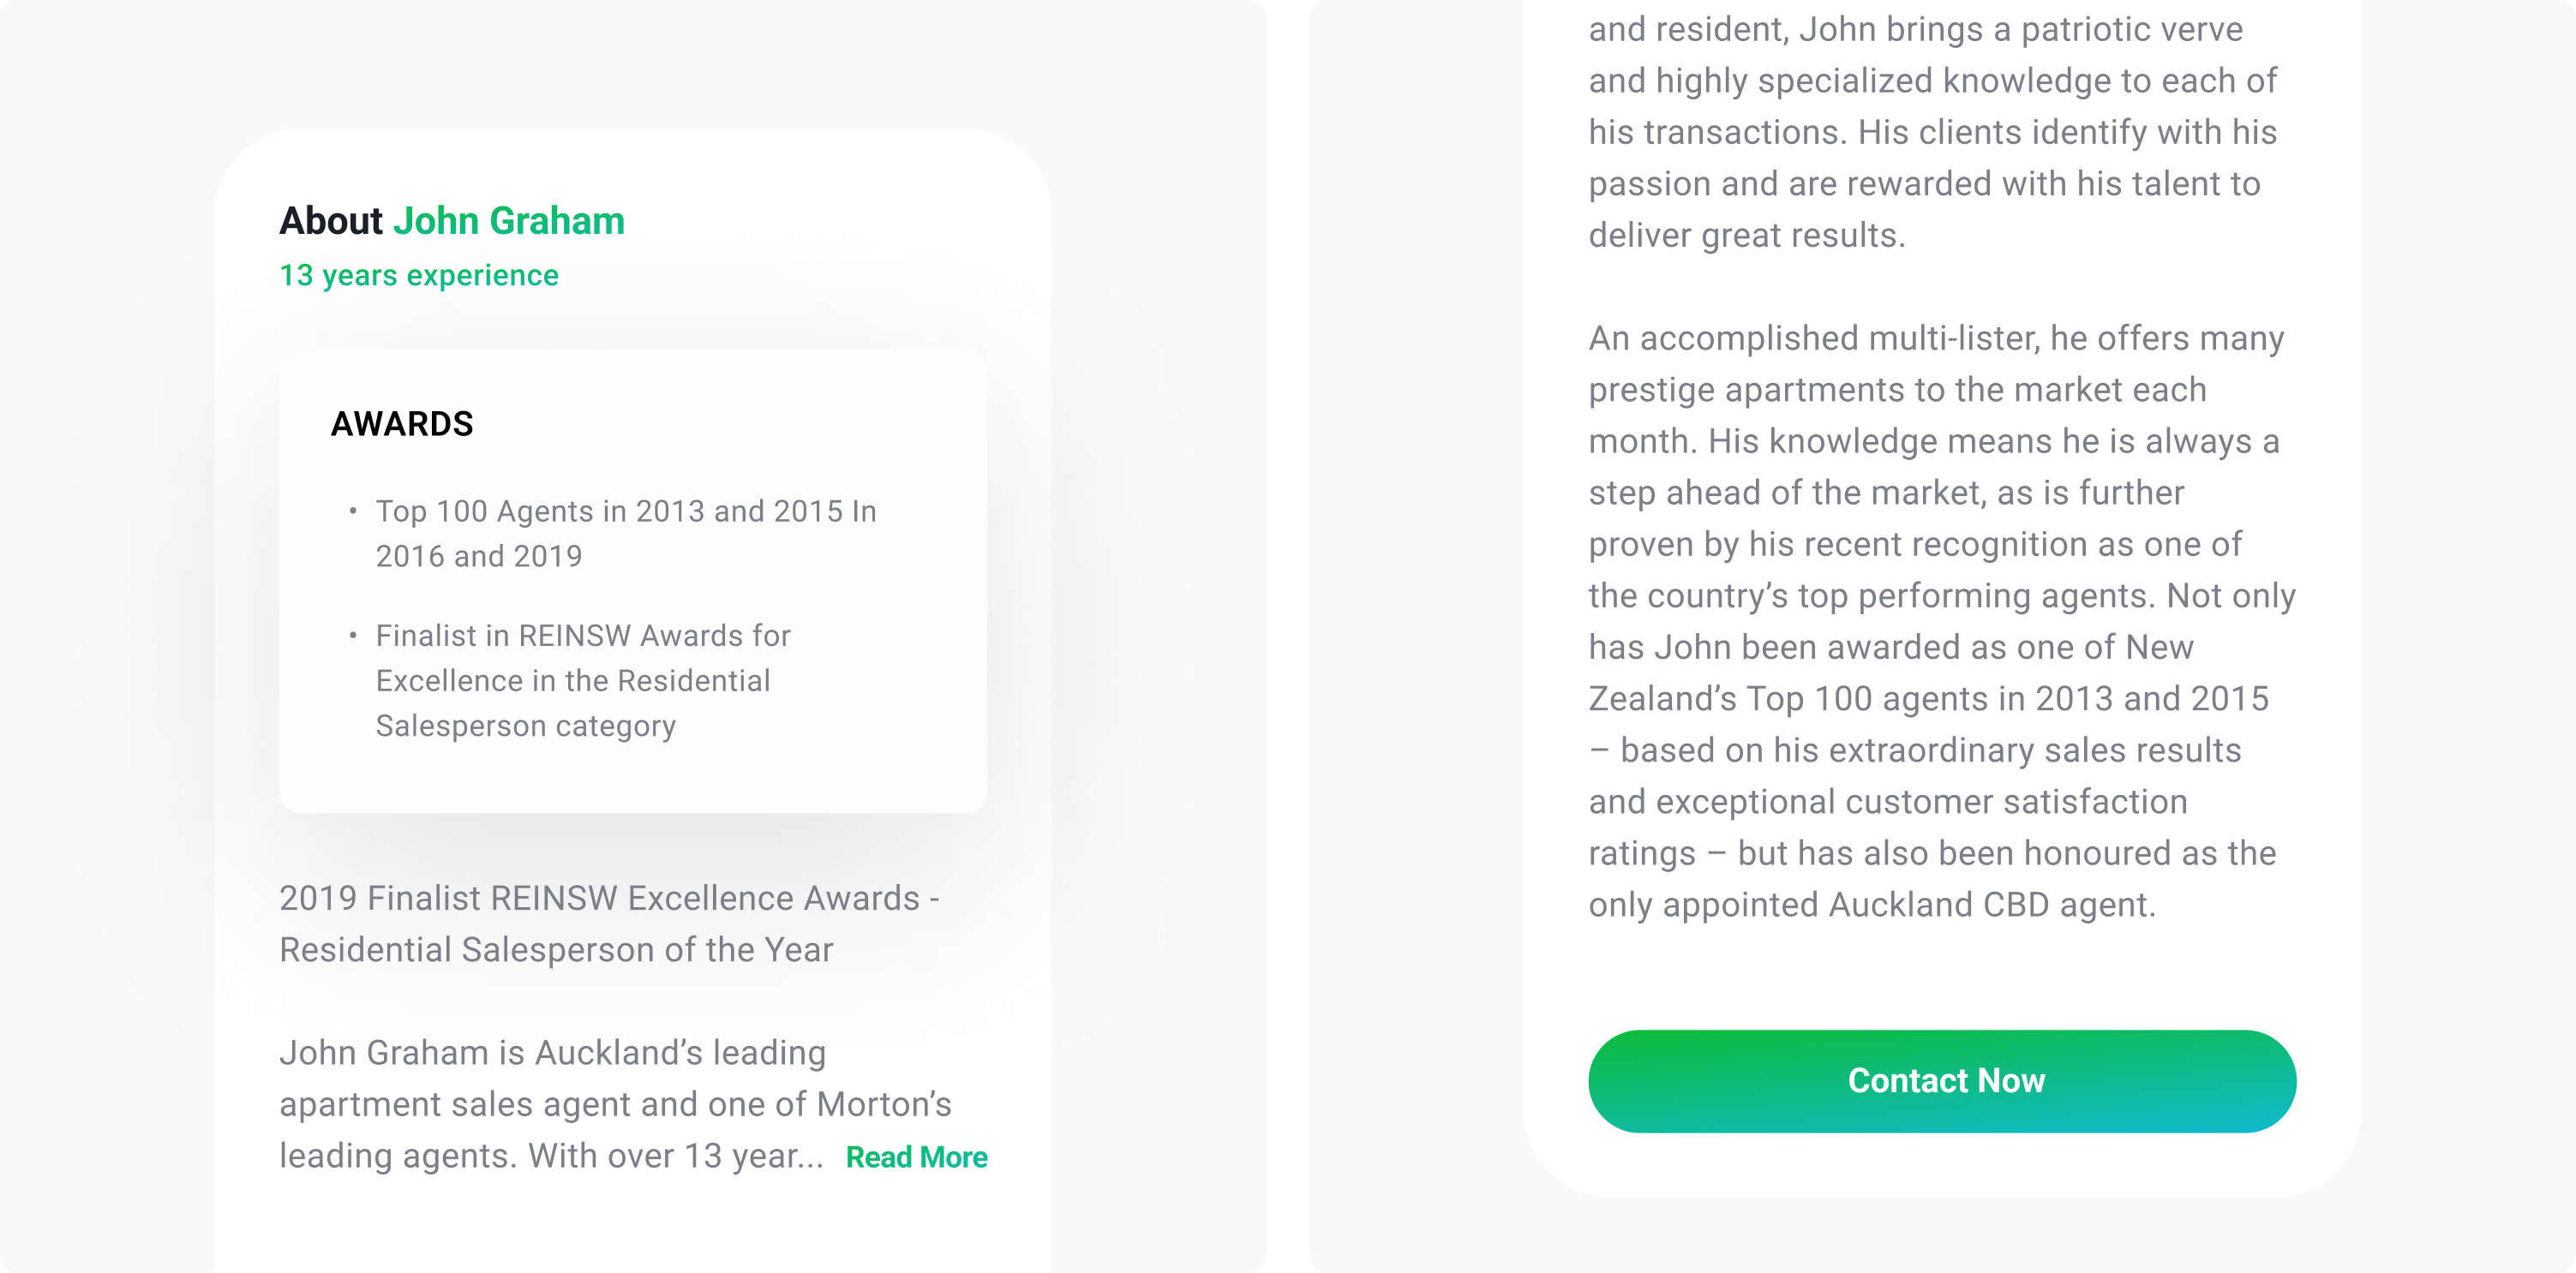 About John Graham
13 years experience
AWARDS
• Top 100 Agents in 2013 and 2015 In
2016 and 2019
• Finalist in REINSW Awards for
Excellence in the Residential
Salesperson category
2019 Finalist REINSW Excellence Awards -
Residential Salesperson of the Year
John Graham is Auckland’s leading
apartment sales agent and one of Morton’s
leading agents. With over 13 year... Read More
and resident, John brings a patriotic verve
and highly specialized knowledge to each of
his transactions. His clients identify with his
passion and are rewarded with his talent to
deliver great results.
An accomplished multi-lister, he offers many
prestige apartments to the market each
month. His knowledge means he is always a
step ahead of the market, as is further
proven by his recent recognition as one of
the country’s top performing agents. Not only
has John been awarded as one of New
Zealand’s Top 100 agents in 2013 and 2015
– based on his extraordinary sales results
and exceptional customer satisfaction
ratings – but has also been honoured as the
only appointed Auckland CBD agent.
Contact Now